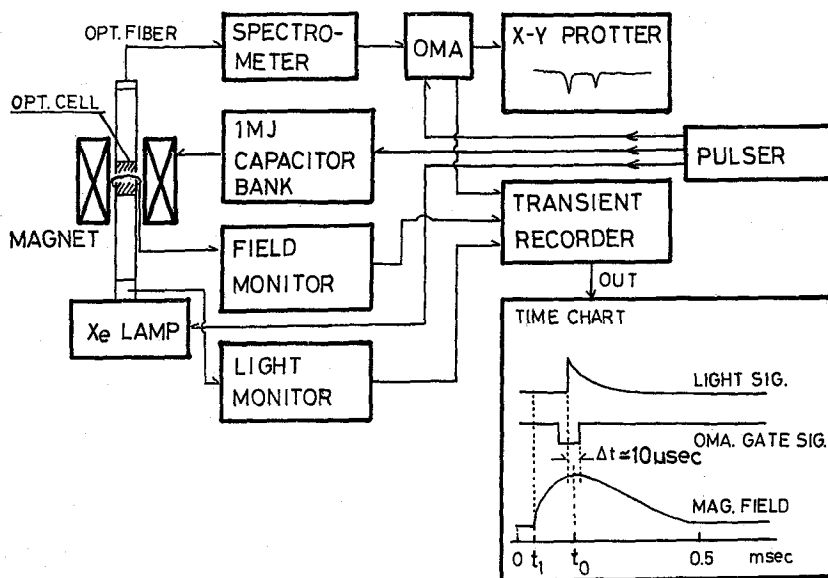 OPT. FIBER
SPECTRO-
METER
OMA
X-Y PROTTER
OPT. CELL
1MJ
CAPACITOR
BANK
PULSER
MAGNET
FIELD
MONITOR
TRANSIENT
RECORDER
OUT
Xe LAMP
LIGHT
MONITOR
TIME CHART
LIGHT SIG.
OMA. GATE SIG.
Δt≃10μsec
MAG. FIELD
0 t₁ t₀ 0.5 msec